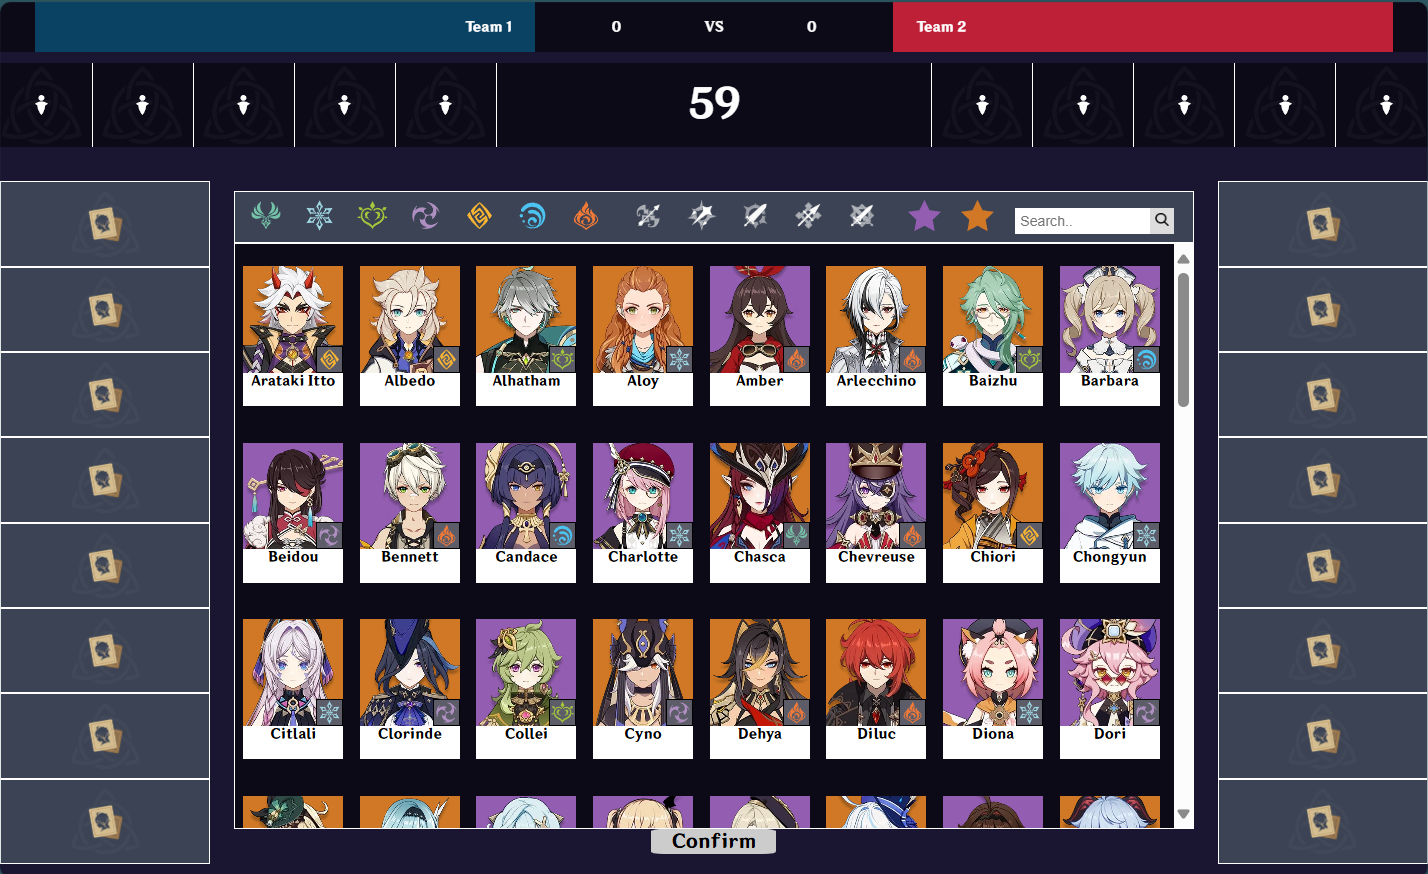 Team 1 0 VS 0 Team 2
59
Search..
Arataki Itto Albedo Alhatham Aloy Amber Arlecchino Baizhu Barbara
Beidou Bennett Candace Charlotte Chasca Chevreuse Chiori Chongyun
Citlali Clorinde Collei Cyno Dehya Diluc Diona Dori
Confirm